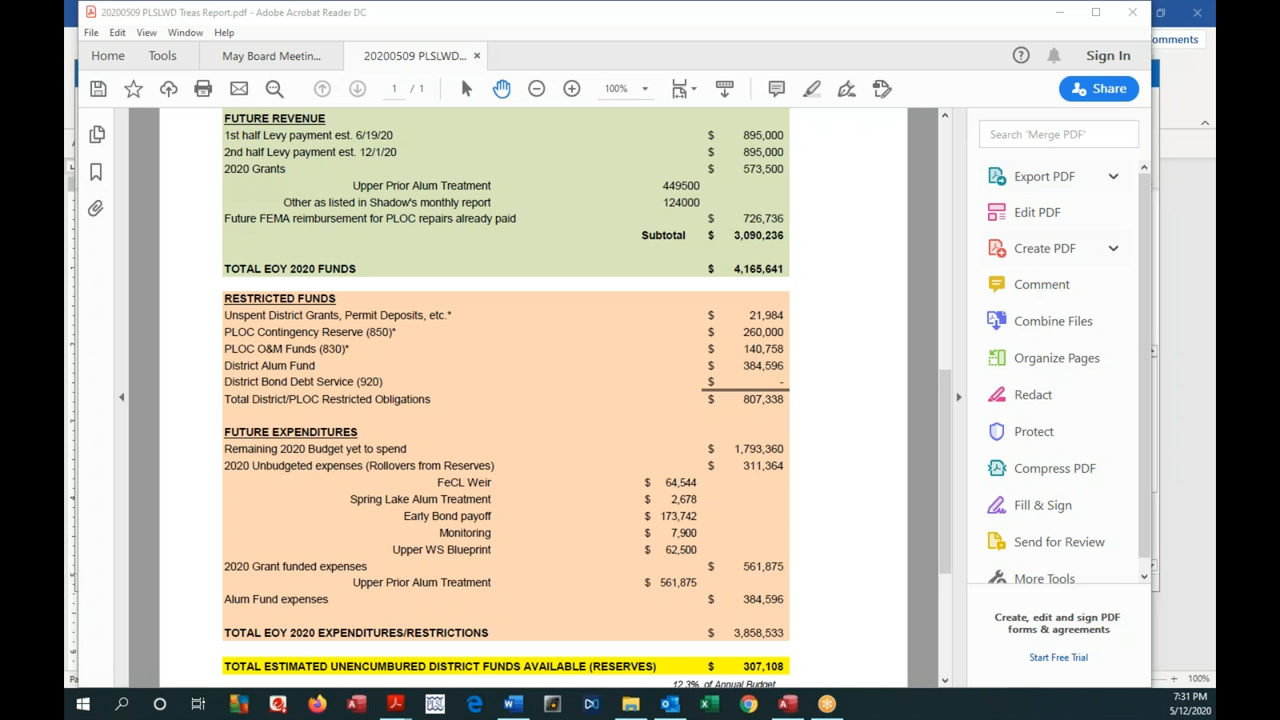 20200509 PLSLWD Treas Report.pdf - Adobe Acrobat Reader DC
File Edit View Window Help
omments
Home Tools May Board Meetin... 20200509 PLSLWD... × Sign In
1 / 1 100% Share
FUTURE REVENUE
1st half Levy payment est. 6/19/20 $ 895,000
2nd half Levy payment est. 12/1/20 $ 895,000
2020 Grants $ 573,500
Upper Prior Alum Treatment 449500
Other as listed in Shadow's monthly report 124000
Future FEMA reimbursement for PLOC repairs already paid $ 726,736
Subtotal $ 3,090,236
TOTAL EOY 2020 FUNDS $ 4,165,641
RESTRICTED FUNDS
Unspent District Grants, Permit Deposits, etc.* $ 21,984
PLOC Contingency Reserve (850)* $ 260,000
PLOC O&M Funds (830)* $ 140,758
District Alum Fund $ 384,596
District Bond Debt Service (920) $ -
Total District/PLOC Restricted Obligations $ 807,338
FUTURE EXPENDITURES
Remaining 2020 Budget yet to spend $ 1,793,360
2020 Unbudgeted expenses (Rollovers from Reserves) $ 311,364
FeCL Weir $ 64,544
Spring Lake Alum Treatment $ 2,678
Early Bond payoff $ 173,742
Monitoring $ 7,900
Upper WS Blueprint $ 62,500
2020 Grant funded expenses $ 561,875
Upper Prior Alum Treatment $ 561,875
Alum Fund expenses $ 384,596
TOTAL EOY 2020 EXPENDITURES/RESTRICTIONS $ 3,858,533
TOTAL ESTIMATED UNENCUMBURED DISTRICT FUNDS AVAILABLE (RESERVES) $ 307,108
12.3% of Annual Budget
Search 'Merge PDF'
Export PDF
Edit PDF
Create PDF
Comment
Combine Files
Organize Pages
Redact
Protect
Compress PDF
Fill & Sign
Send for Review
More Tools
Create, edit and sign PDF
forms & agreements
Start Free Trial
Pa
100%
7:31 PM
5/12/2020